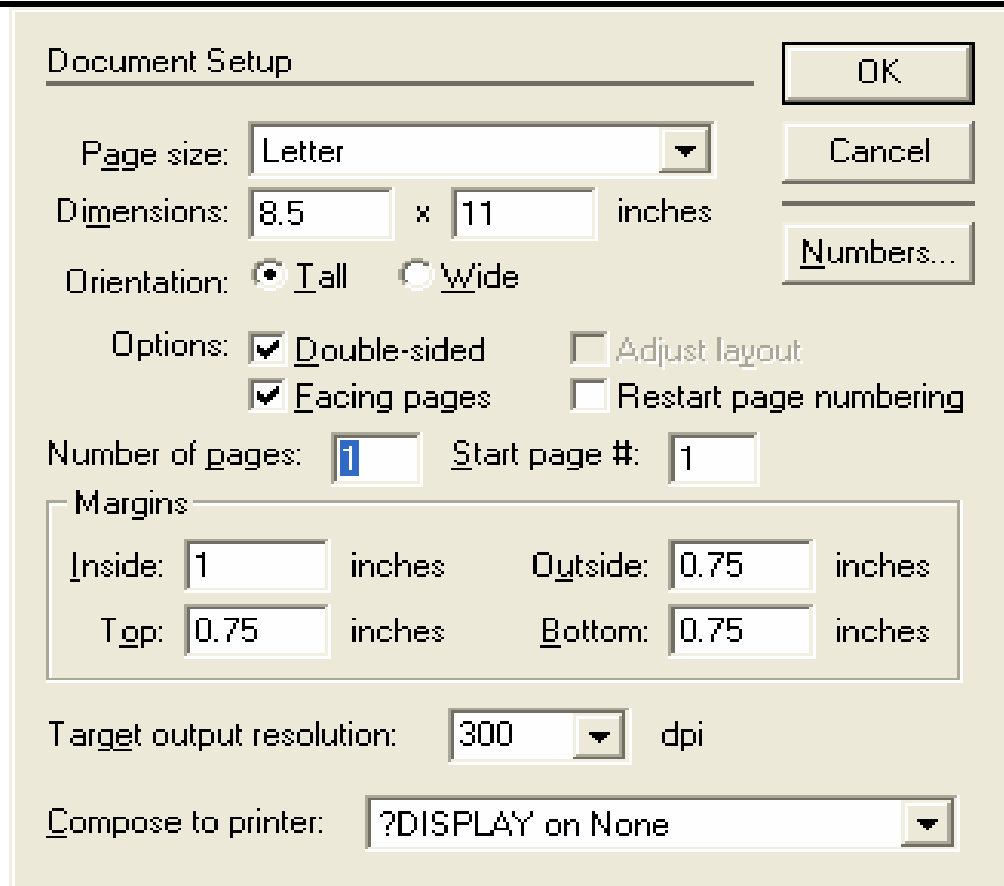 Document Setup
OK
Page size: Letter
Cancel
Dimensions: 8.5 x 11 inches
Numbers...
Orientation: Tall Wide
Options: Double-sided Adjust layout
Facing pages Restart page numbering
Number of pages: 1 Start page #: 1
Margins
Inside: 1 inches Outside: 0.75 inches
Top: 0.75 inches Bottom: 0.75 inches
Target output resolution: 300 dpi
Compose to printer: ?DISPLAY on None